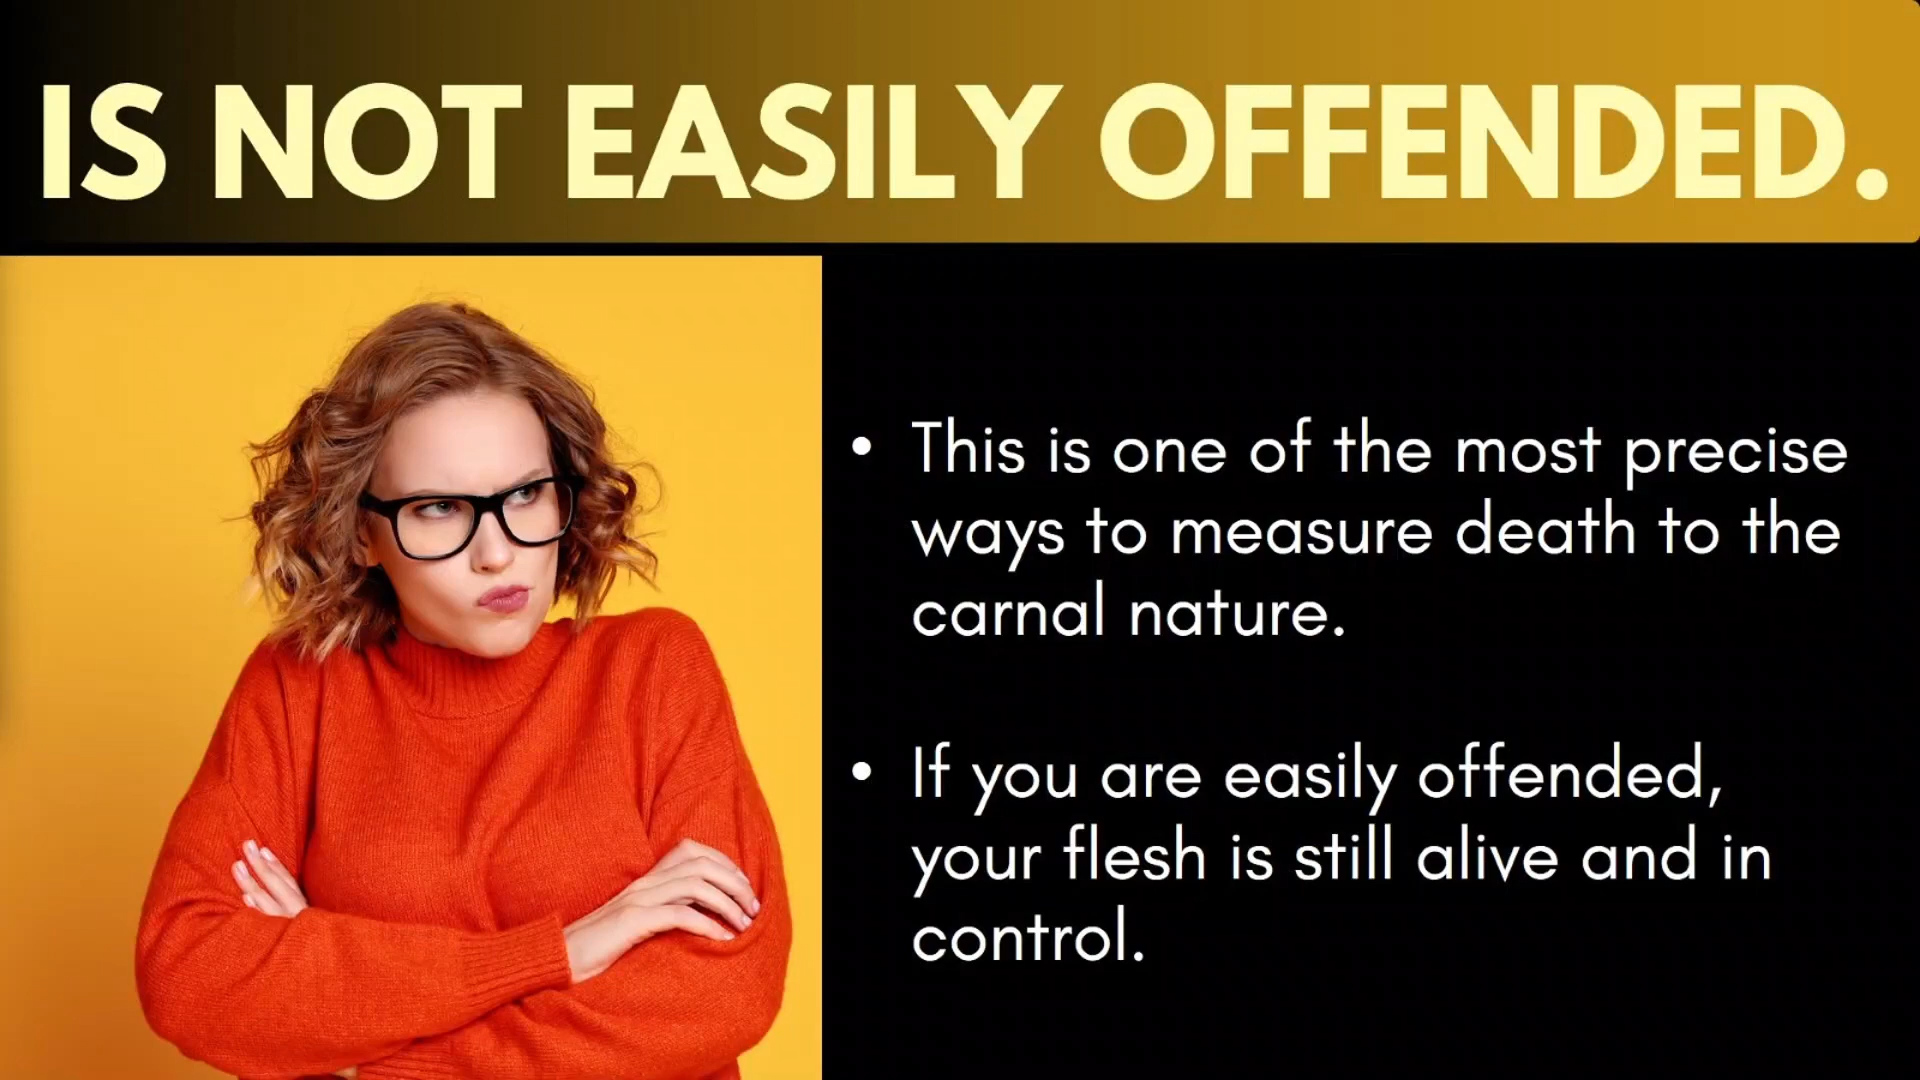 IS NOT EASILY OFFENDED.
• This is one of the most precise
ways to measure death to the
carnal nature.
• If you are easily offended,
your flesh is still alive and in
control.